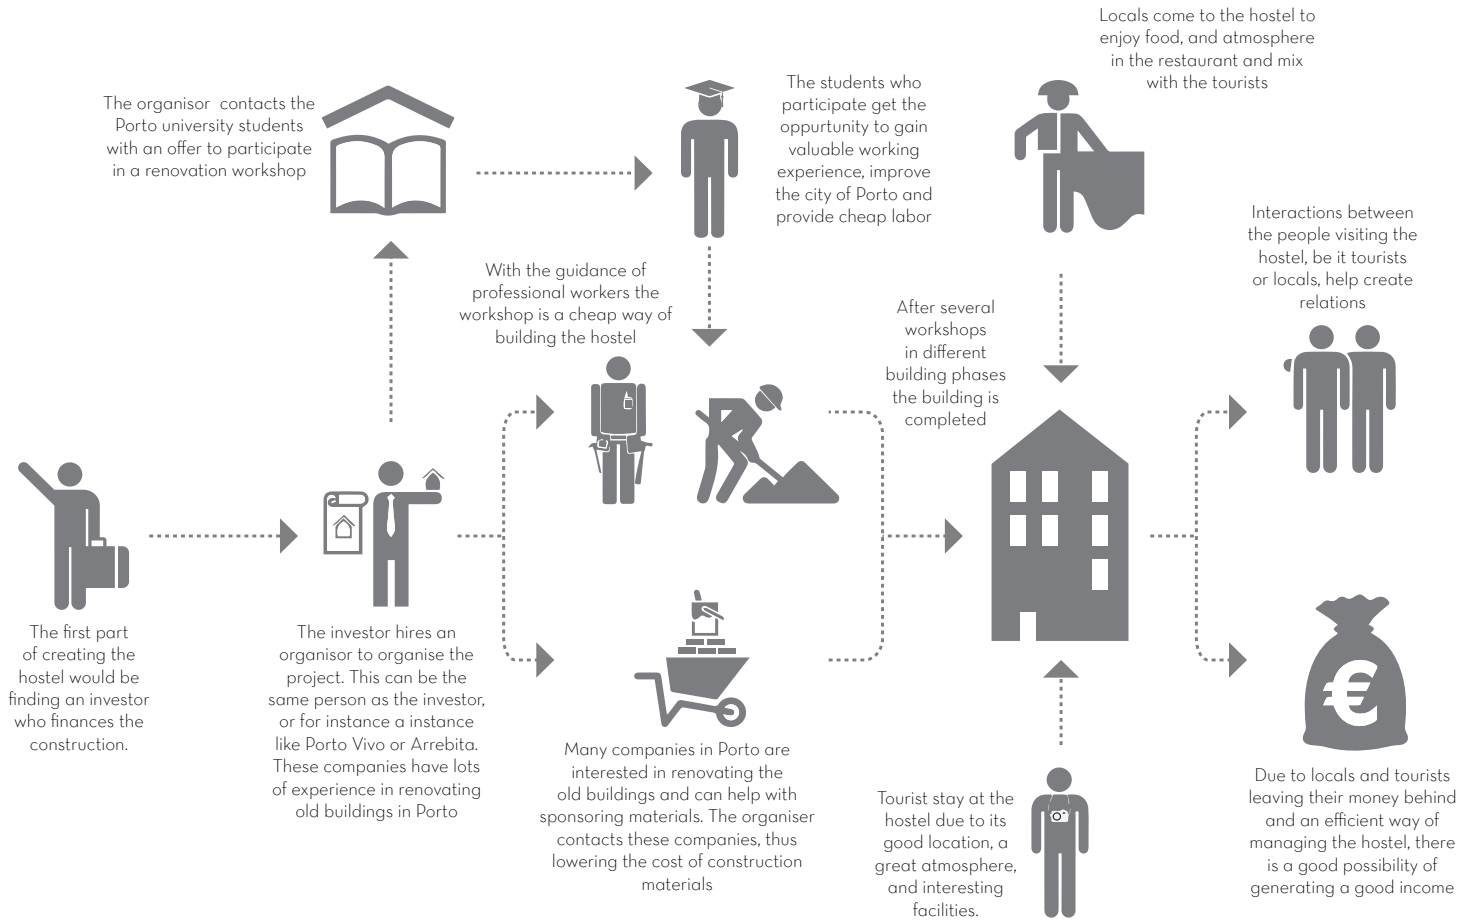 Locals come to the hostel to
enjoy food, and atmosphere
in the restaurant and mix
with the tourists
The organisor contacts the
Porto university students
with an offer to participate
in a renovation workshop
The students who
participate get the
oppurtunity to gain
valuable working
experience, improve
the city of Porto and
provide cheap labor
Interactions between
the people visiting the
hostel, be it tourists
or locals, help create
relations
With the guidance of
professional workers the
workshop is a cheap way of
building the hostel
After several
workshops
in different
building phases
the building is
completed
The first part
of creating the
hostel would be
finding an investor
who finances the
construction.
The investor hires an
organisor to organise the
project. This can be the
same person as the investor,
or for instance a instance
like Porto Vivo or Arrebita.
These companies have lots
of experience in renovating
old buildings in Porto
Many companies in Porto are
interested in renovating the
old buildings and can help with
sponsoring materials. The organiser
contacts these companies, thus
lowering the cost of construction
materials
Tourist stay at the
hostel due to its
good location, a
great atmosphere,
and interesting
facilities.
€
Due to locals and tourists
leaving their money behind
and an efficient way of
managing the hostel, there
is a good possibility of
generating a good income